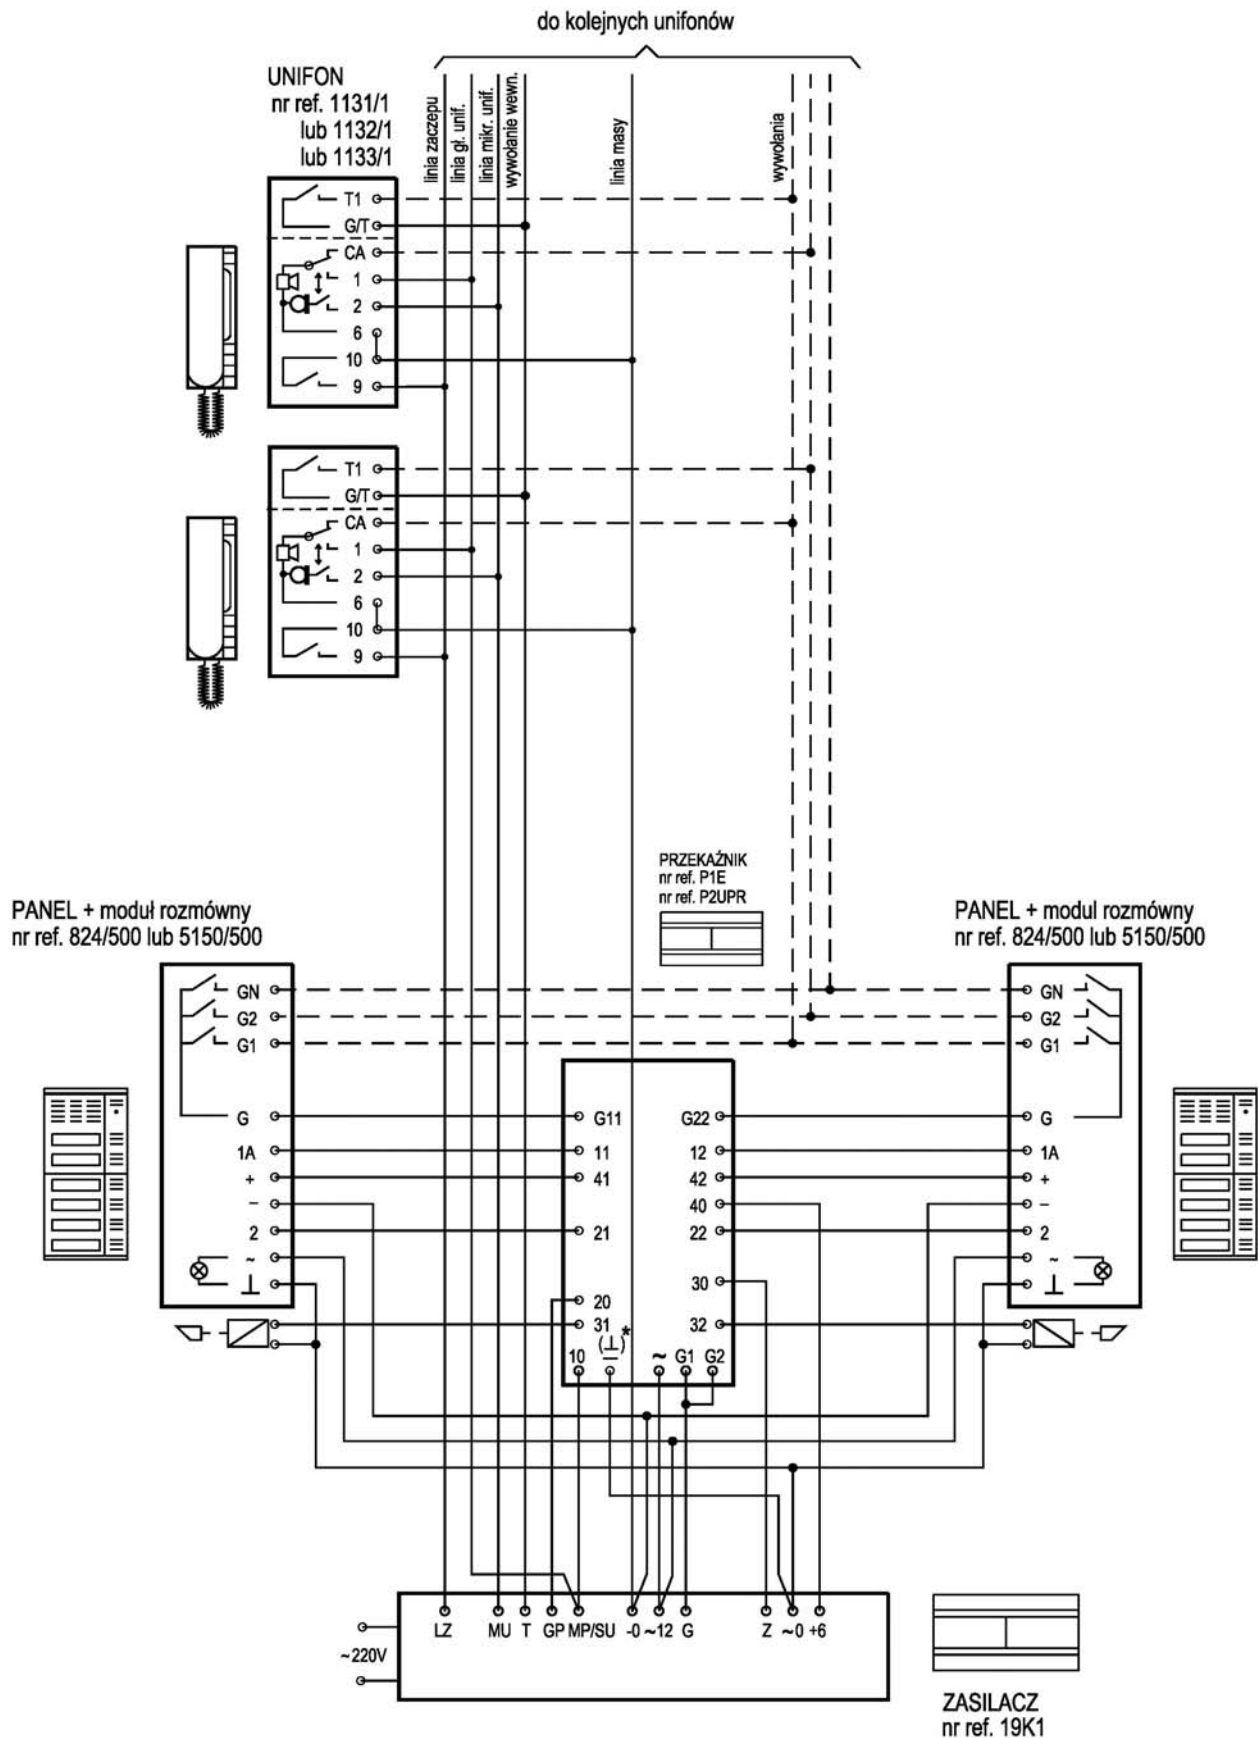 do kolejnych unifonów
UNIFON
nr ref. 1131/1
lub 1132/1
lub 1133/1
linia zaczepu
linia gł. unif.
linia mikr. unif.
wywołanie wewn.
linia masy
wywołania
T1
G/T
CA
1
2
6
10
9
T1
G/T
CA
1
2
6
10
9
PRZEKAŹNIK
nr ref. P1E
nr ref. P2UPR
PANEL + moduł rozmówny
nr ref. 824/500 lub 5150/500
PANEL + modul rozmówny
nr ref. 824/500 lub 5150/500
GN
G2
G1
G
1A
+
–
2
~
G11
11
41
21
20
31
10
(⊥)*
~
G1
G2
G22
12
42
40
22
30
32
GN
G2
G1
G
1A
+
–
2
~
~220V
LZ MU T GP MP/SU -0 ~12 G Z ~0 +6
ZASILACZ
nr ref. 19K1